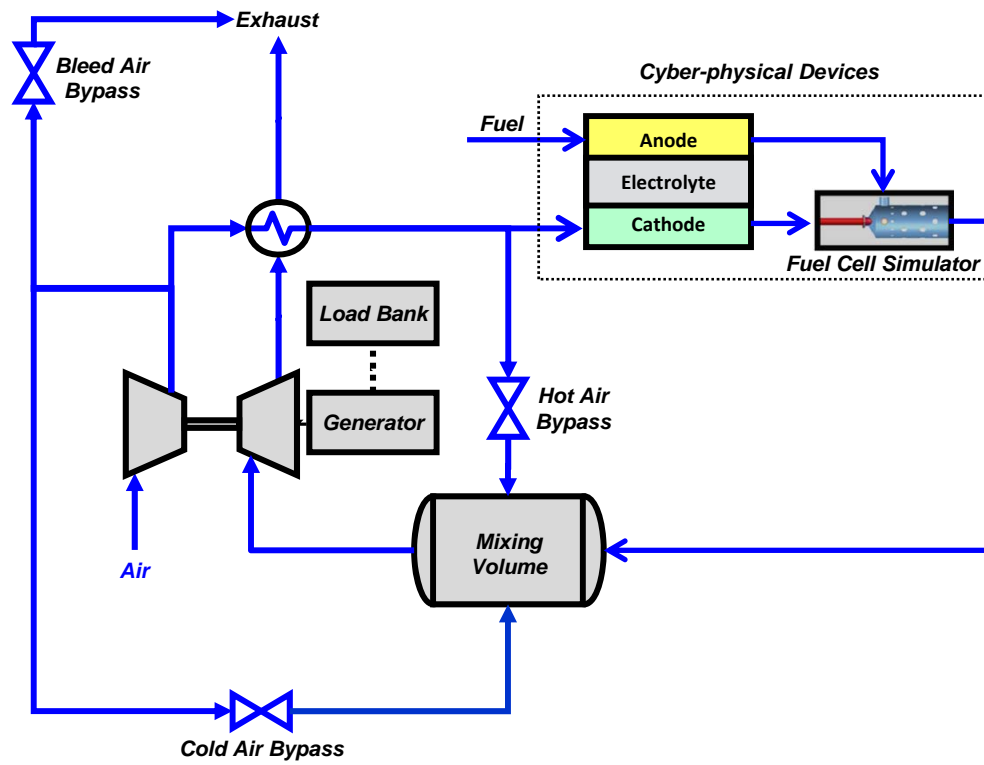 Exhaust
Bleed Air
Bypass
Cyber-physical Devices
Fuel
Anode
Electrolyte
Cathode
Fuel Cell Simulator
Load Bank
Generator
Hot Air
Bypass
Mixing
Volume
Air
Cold Air Bypass